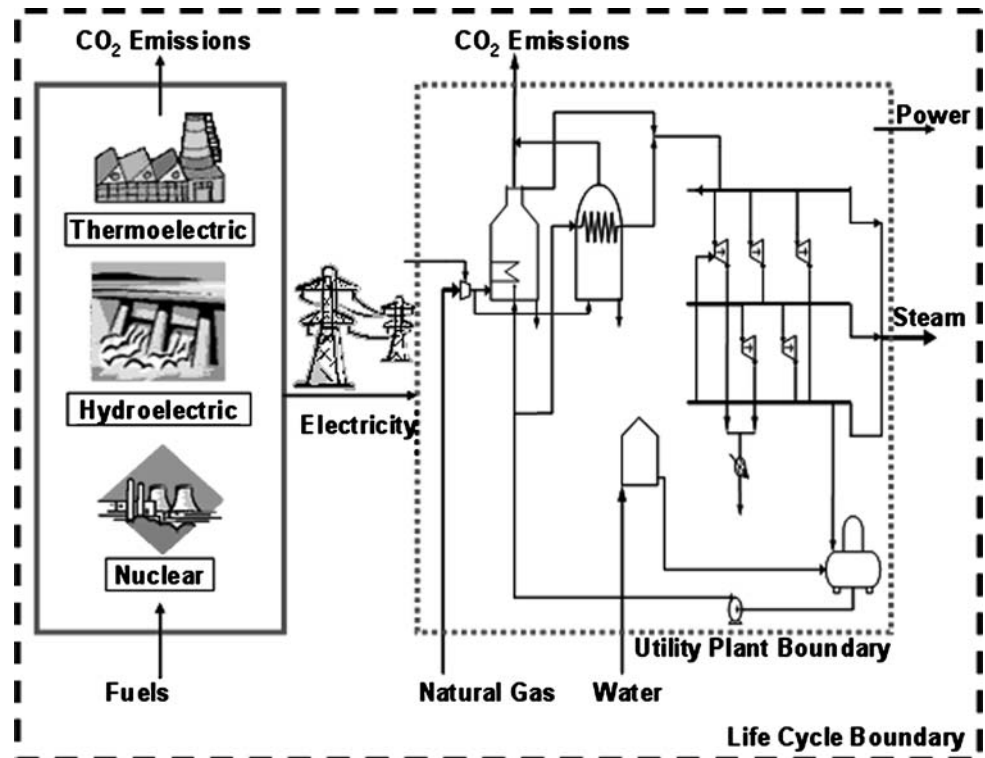 CO₂ Emissions
CO₂ Emissions
Power
Thermoelectric
Steam
Hydroelectric
Electricity
Nuclear
Utility Plant Boundary
Fuels
Natural Gas
Water
Life Cycle Boundary